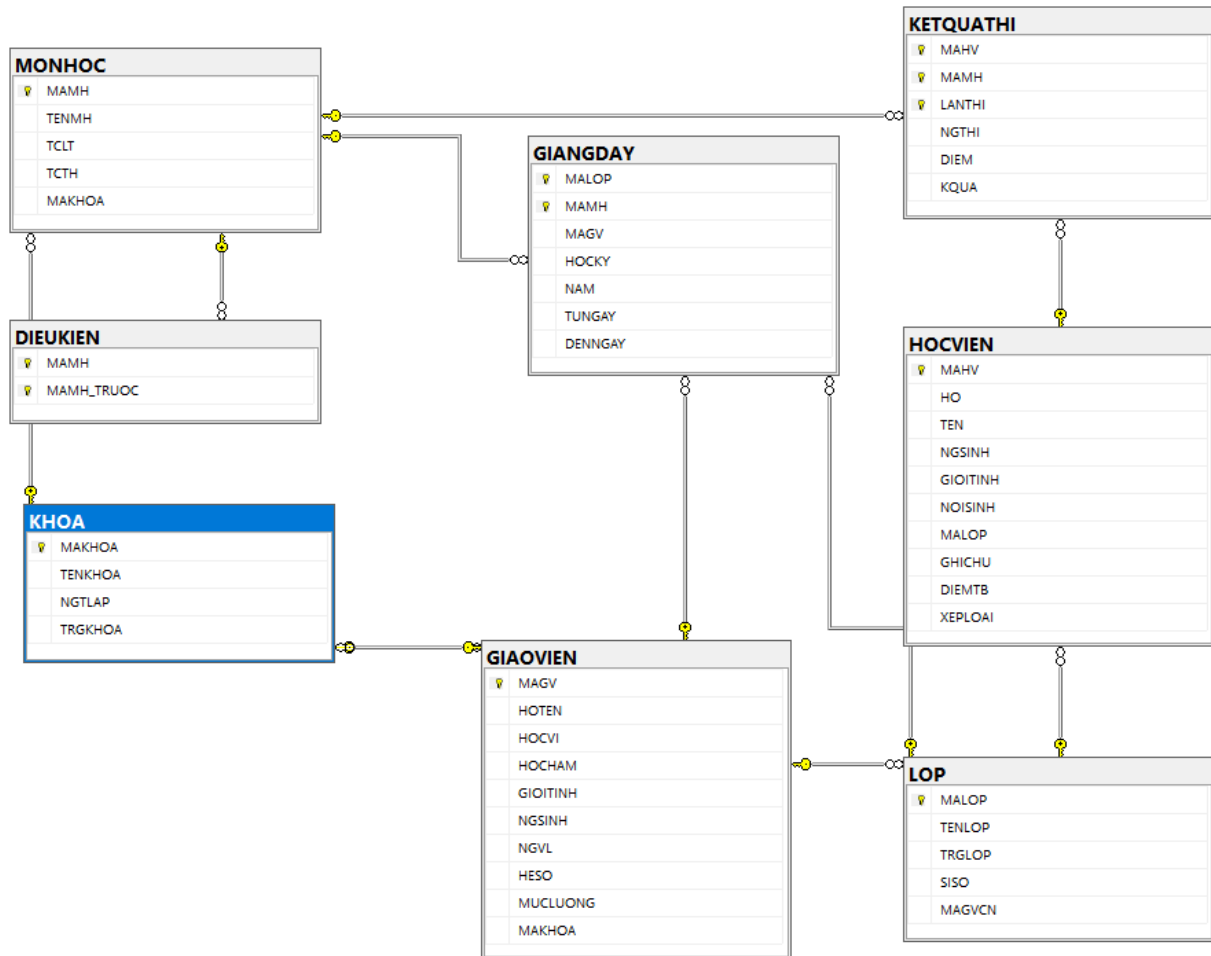 MONHOC
MAMH
TENMH
TCLT
TCTH
MAKHOA
DIEUKIEN
MAMH
MAMH_TRUOC
KHOA
MAKHOA
TENKHOA
NGTLAP
TRGKHOA
GIANGDAY
MALOP
MAMH
MAGV
HOCKY
NAM
TUNGAY
DENNGAY
GIAOVIEN
MAGV
HOTEN
HOCVI
HOCHAM
GIOITINH
NGSINH
NGVL
HESO
MUCLUONG
MAKHOA
KETQUATHI
MAHV
MAMH
LANTHI
NGTHI
DIEM
KQUA
HOCVIEN
MAHV
HO
TEN
NGSINH
GIOITINH
NOISINH
MALOP
GHICHU
DIEMTB
XEPLOAI
LOP
MALOP
TENLOP
TRGLOP
SISO
MAGVCN